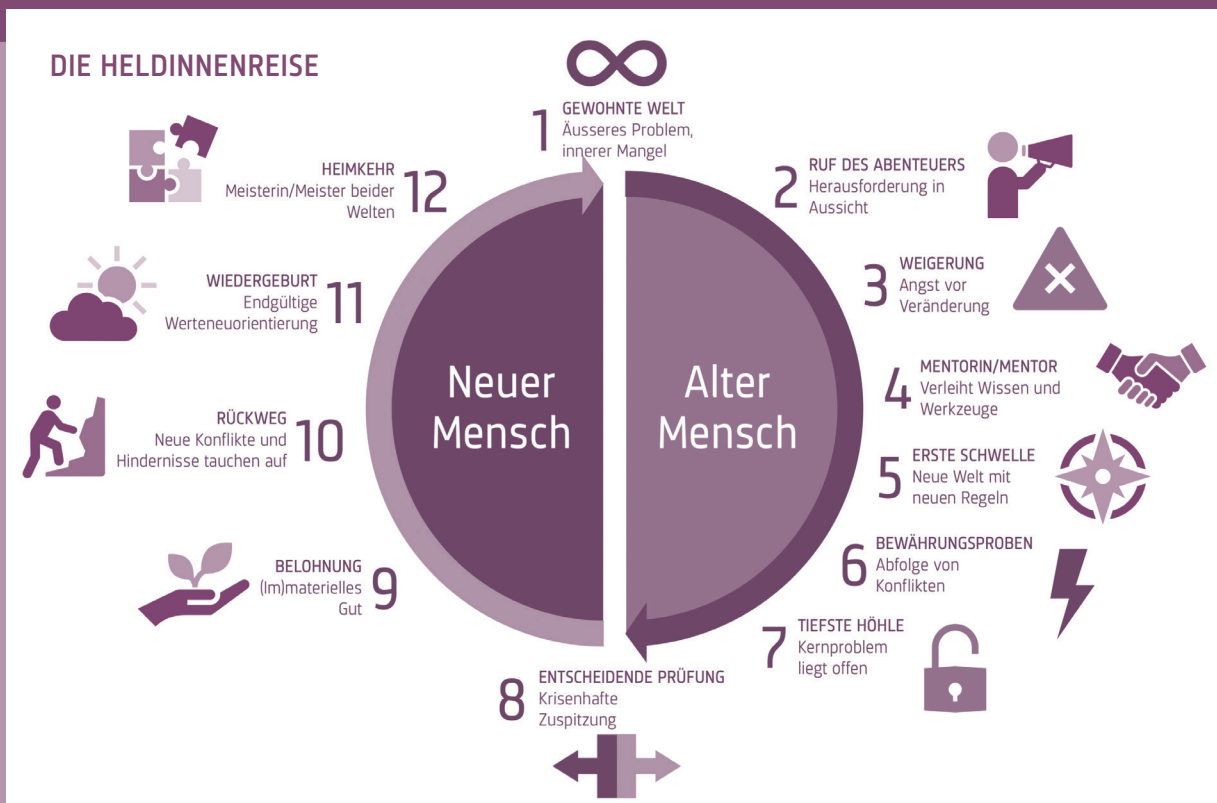 DIE HELDINNENREISE
1
GEWOHNTE WELT
Äusseres Problem,
innerer Mangel
2
RUF DES ABENTEUERS
Herausforderung in
Aussicht
3
WEIGERUNG
Angst vor
Veränderung
4
MENTORIN/MENTOR
Verleiht Wissen und
Werkzeuge
5
ERSTE SCHWELLE
Neue Welt mit
neuen Regeln
6
BEWÄHRUNGSPROBEN
Abfolge von
Konflikten
7
TIEFSTE HÖHLE
Kernproblem
liegt offen
8
ENTSCHEIDENDE PRÜFUNG
Krisenhafte
Zuspitzung
9
BELOHNUNG
(Im)materielles
Gut
10
RÜCKWEG
Neue Konflikte und
Hindernisse tauchen auf
11
WIEDERGEBURT
Endgültige
Werteneuorientierung
12
HEIMKEHR
Meisterin/Meister beider
Welten
Neuer
Mensch
Alter
Mensch